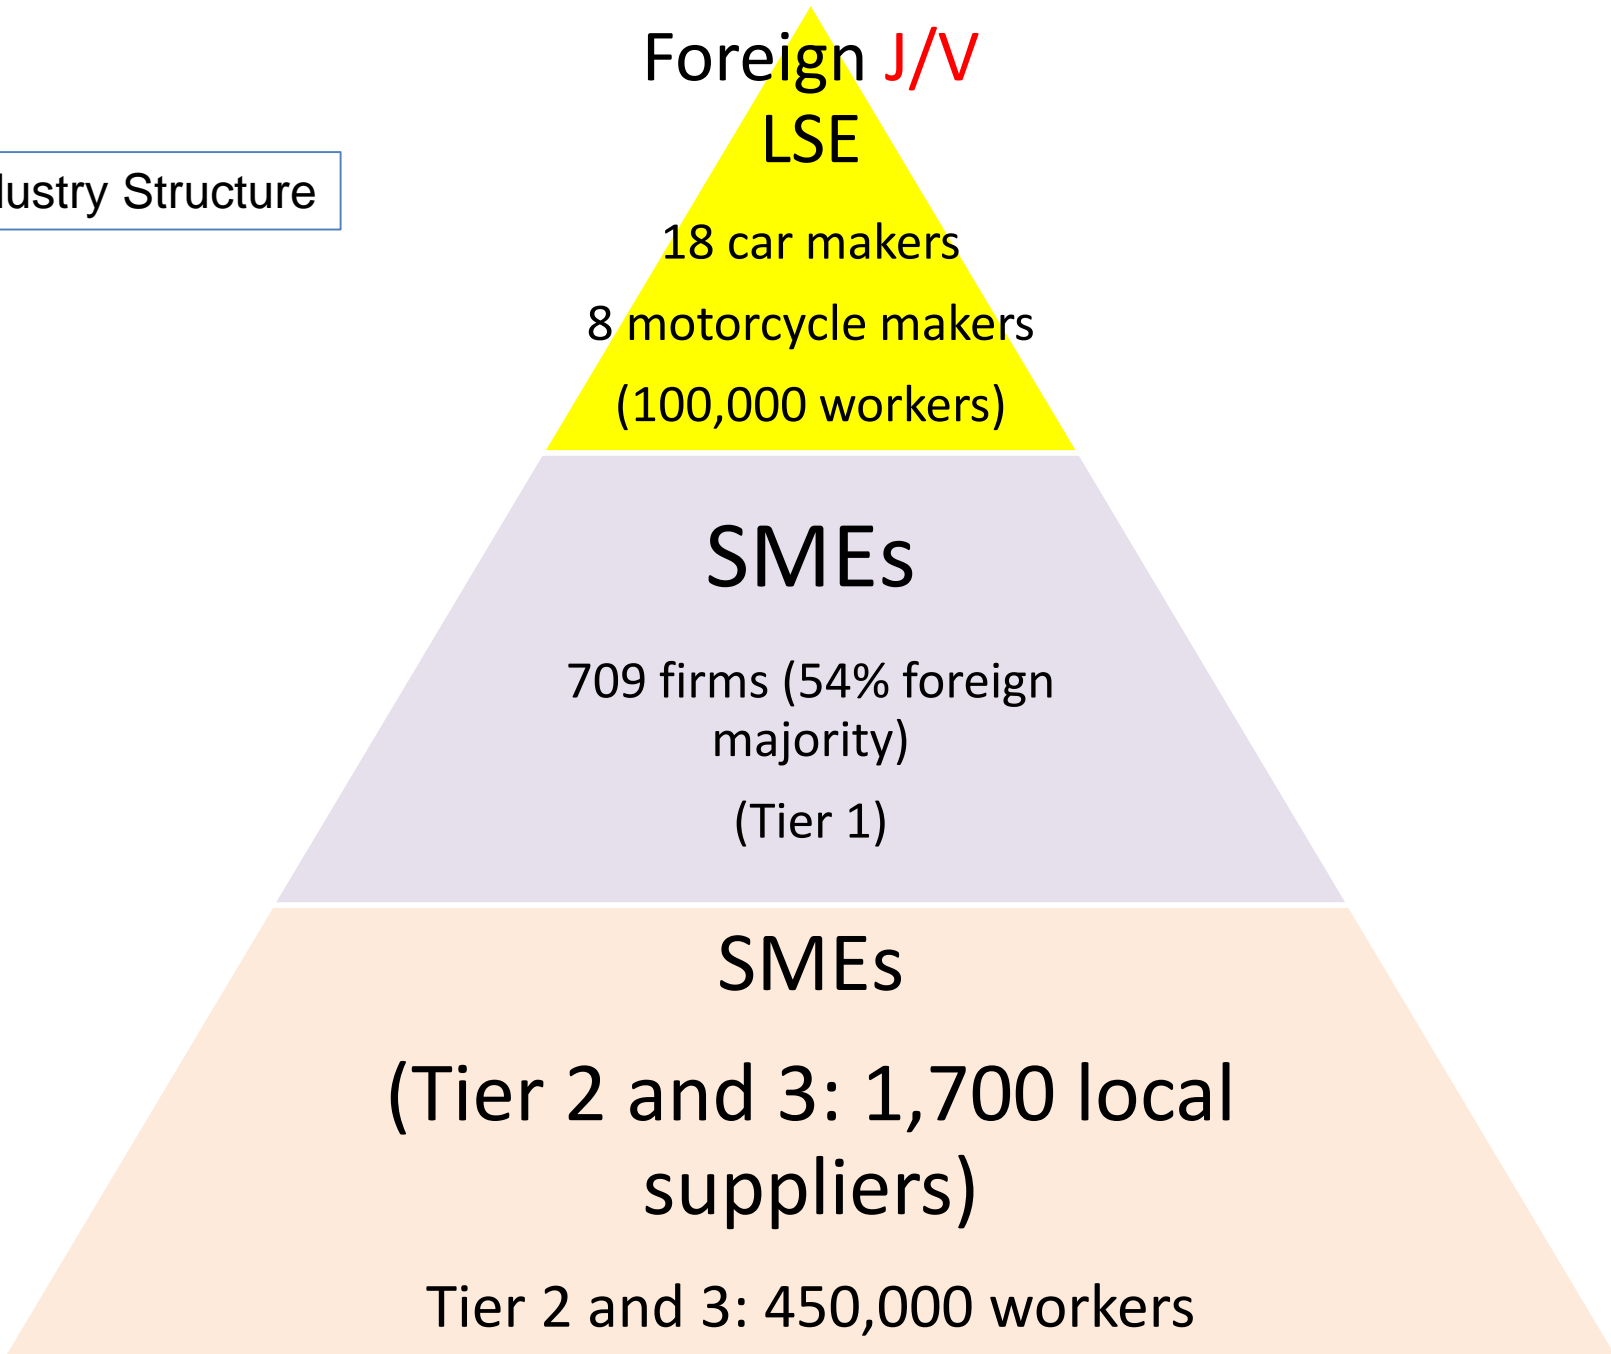 Foreign J/V
LSE
lustry Structure
18 car makers
8 motorcycle makers
(100,000 workers)
SMEs
709 firms (54% foreign
majority)
(Tier 1)
SMEs
(Tier 2 and 3: 1,700 local
suppliers)
Tier 2 and 3: 450,000 workers